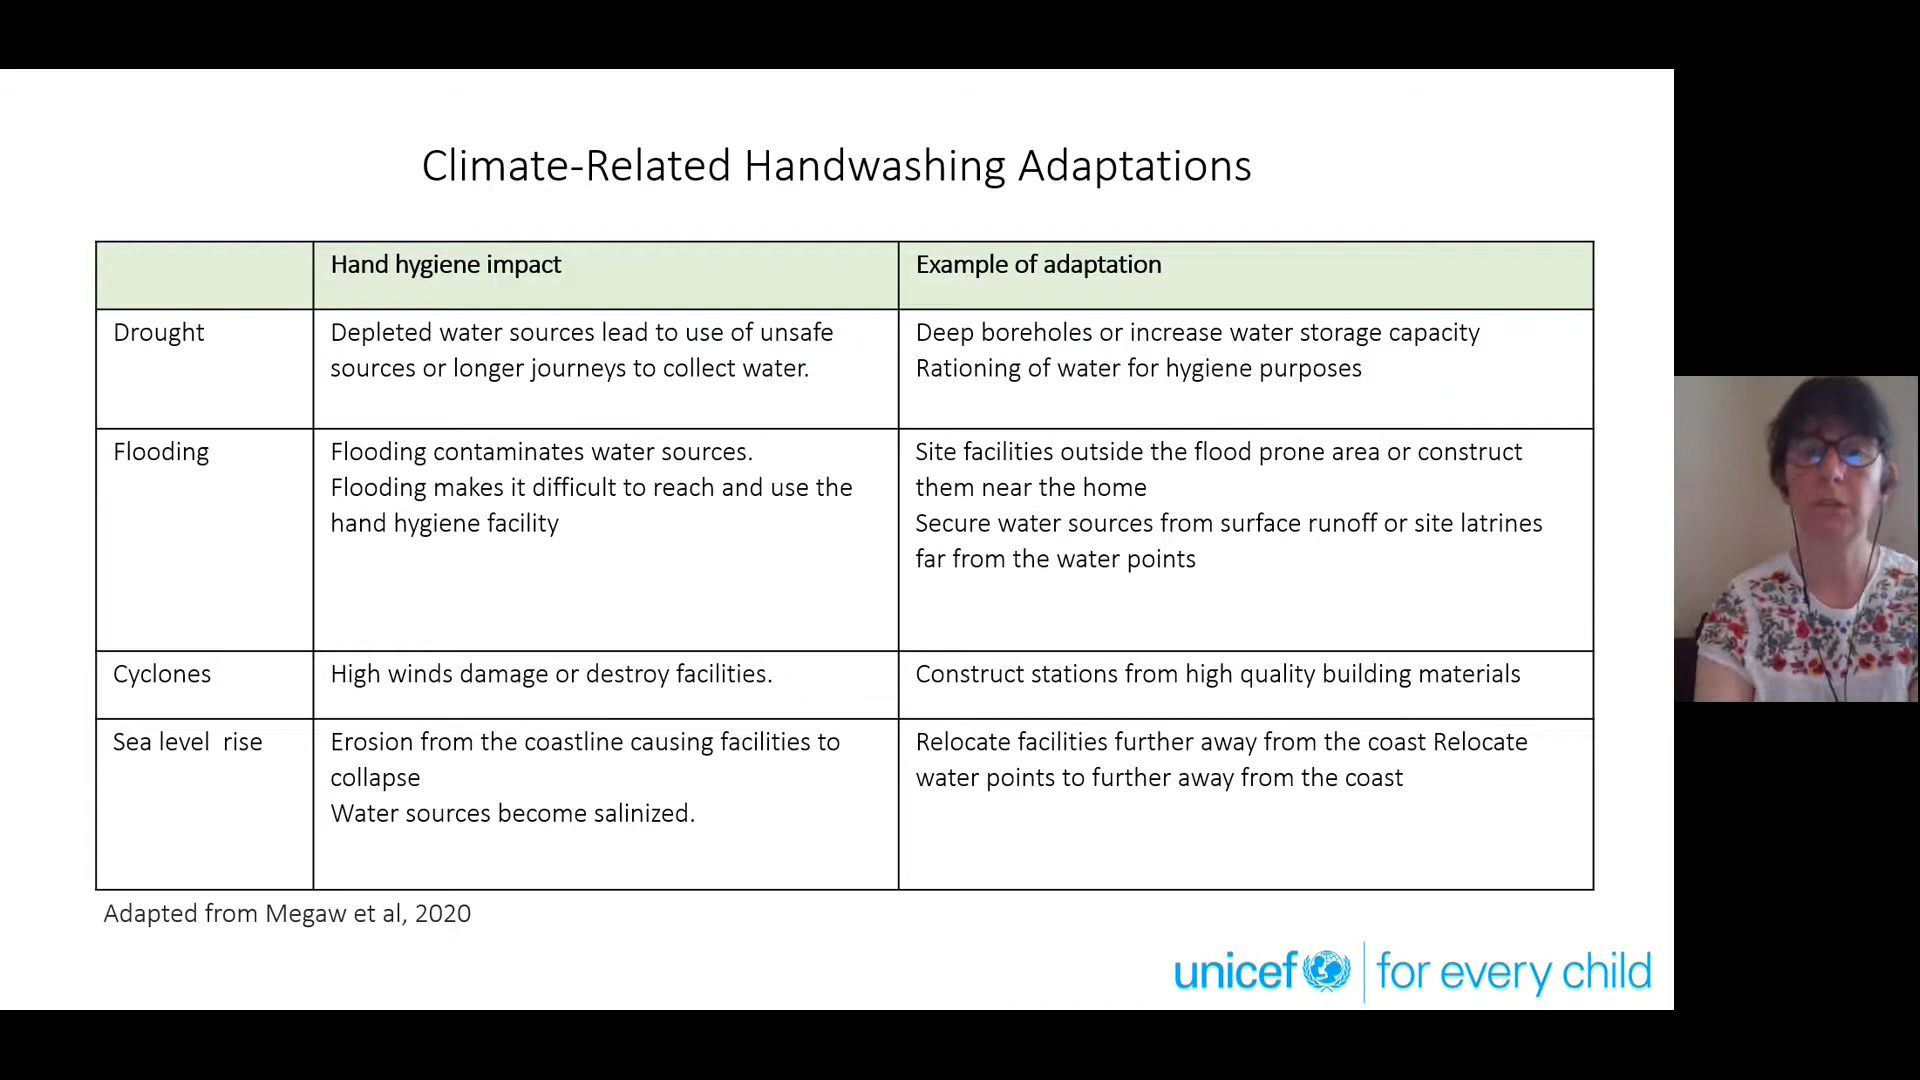 Climate-Related Handwashing Adaptations
Hand hygiene impact
Example of adaptation
Drought
Depleted water sources lead to use of unsafe
sources or longer journeys to collect water.
Deep boreholes or increase water storage capacity
Rationing of water for hygiene purposes
Flooding
Flooding contaminates water sources.
Flooding makes it difficult to reach and use the
hand hygiene facility
Site facilities outside the flood prone area or construct
them near the home
Secure water sources from surface runoff or site latrines
far from the water points
Cyclones
High winds damage or destroy facilities.
Construct stations from high quality building materials
Sea level  rise
Erosion from the coastline causing facilities to
collapse
Water sources become salinized.
Relocate facilities further away from the coast Relocate
water points to further away from the coast
Adapted from Megaw et al, 2020
unicef for every child